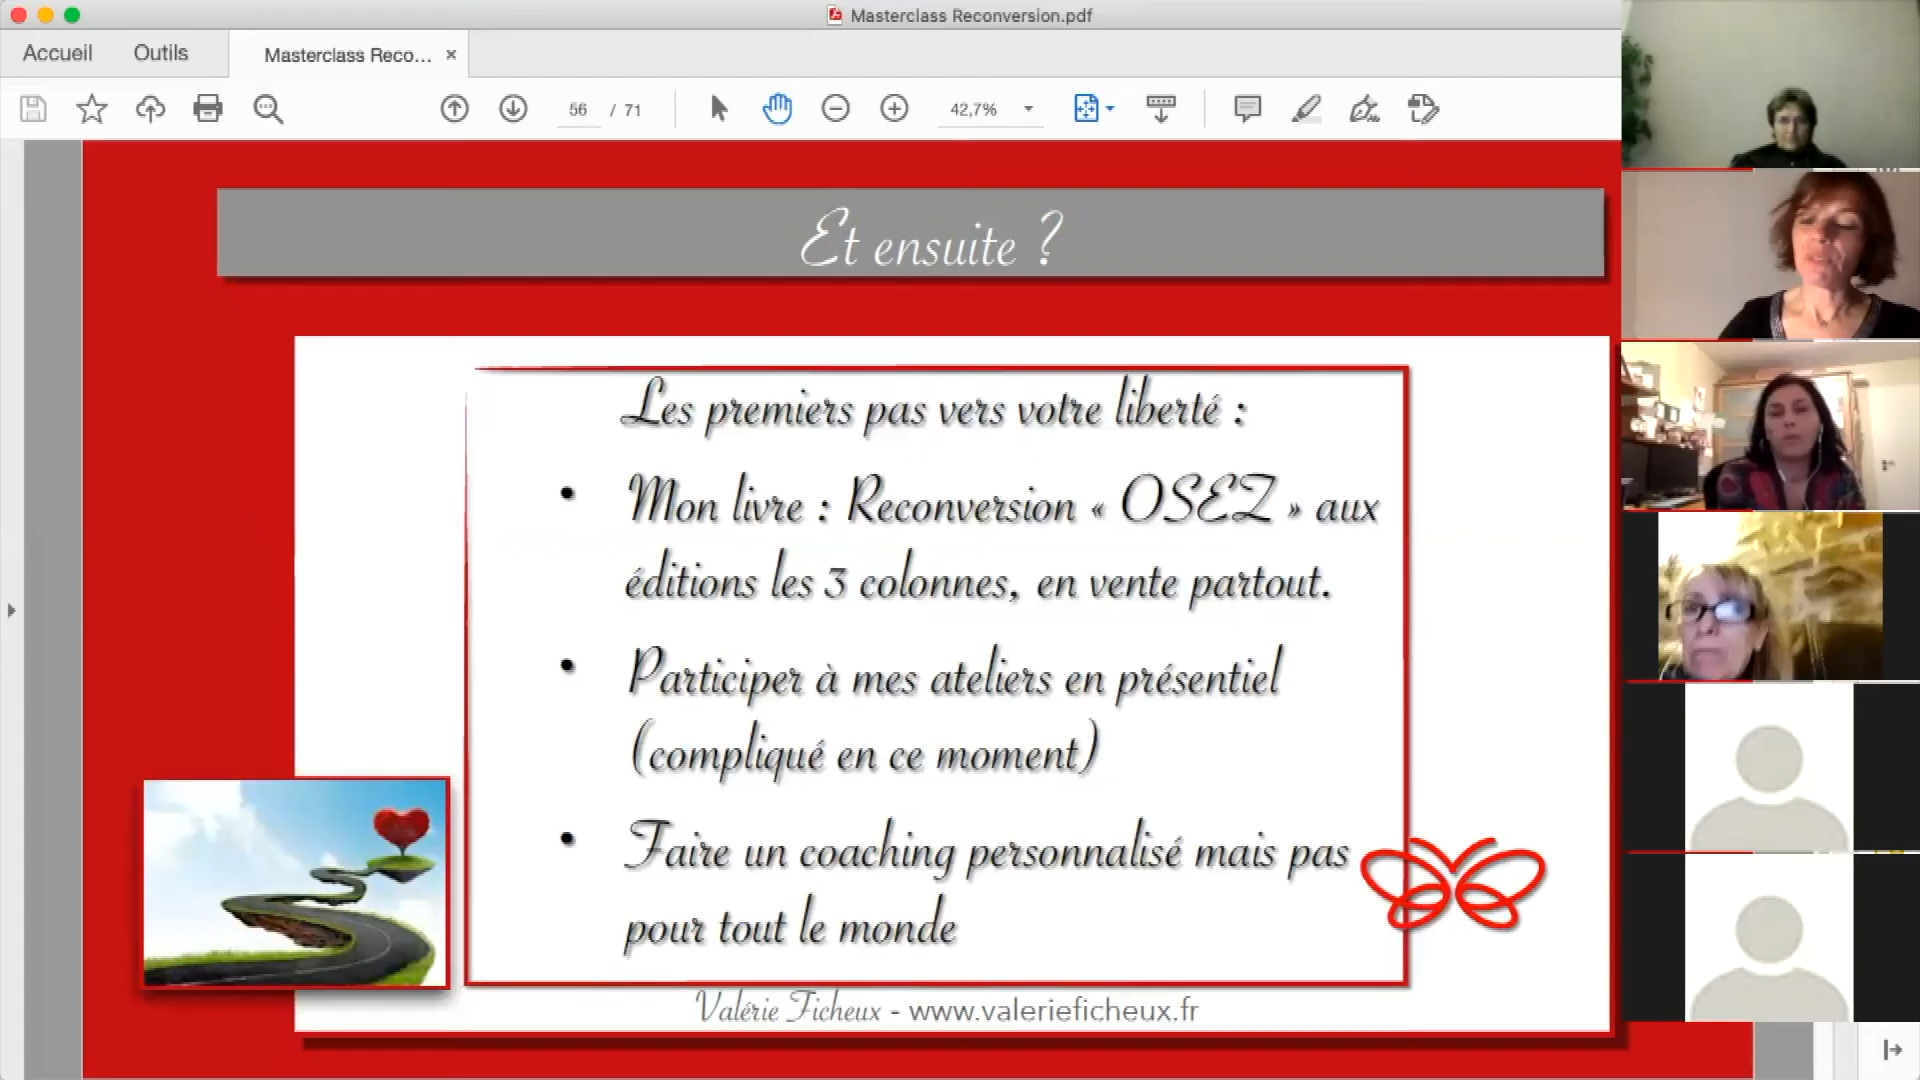 Masterclass Reconversion.pdf
Accueil
Outils
Masterclass Reco...
56 / 71
42,7%
Et ensuite ?
Les premiers pas vers votre liberté :
• Mon livre : Reconversion « OSEZ » aux
éditions les 3 colonnes, en vente partout.
• Participer à mes ateliers en présentiel
(compliqué en ce moment)
• Faire un coaching personnalisé mais pas
pour tout le monde
Valérie Ficheux - www.valerieficheux.fr